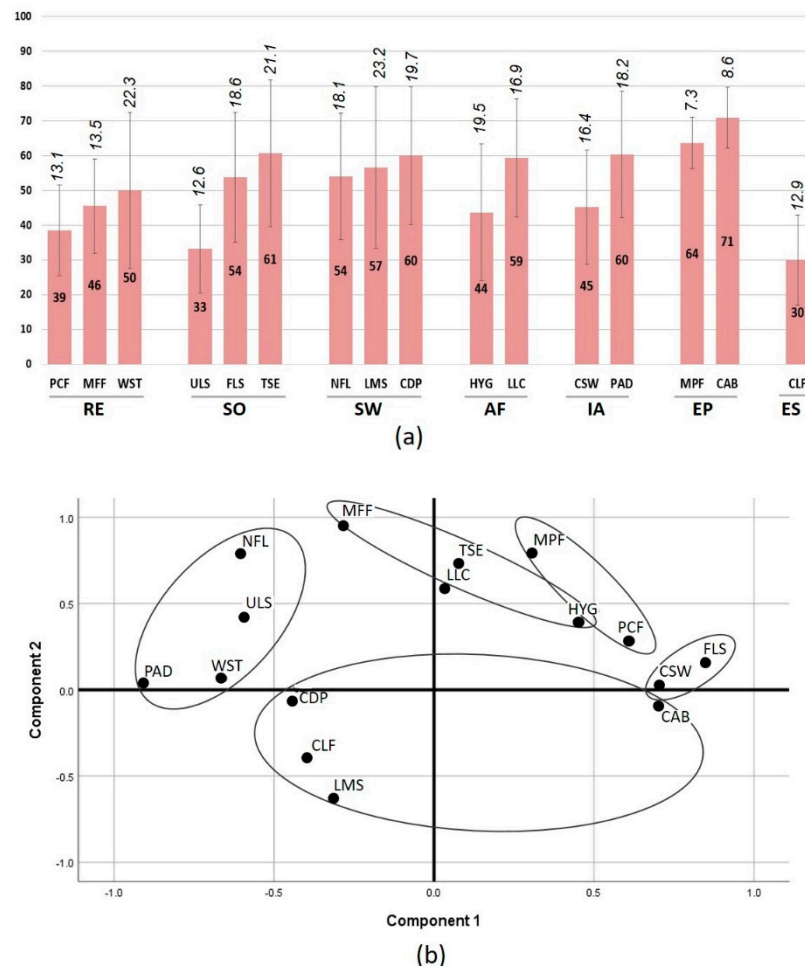 100
90
80
70
60
50
40
30
20
10
0
13.1 13.5 22.3 12.6 18.6 21.1 18.1 23.2 19.7 19.5 16.9 16.4 18.2 7.3 8.6 12.9
39 46 50 33 54 61 54 57 60 44 59 45 60 64 71 30
PCF MFF WST ULS FLS TSE NFL LMS CDP HYG LLC CSW PAD MPF CAB CLF
RE SO SW AF IA EP ES
(a)
1.0
0.5
0.0
-0.5
-1.0
Component 2
MFF
NFL
TSE
MPF
LLC
ULS
HYG
PCF
FLS
PAD
WST
CSW
CDP
CAB
CLF
LMS
-1.0 -0.5 0.0 0.5 1.0
Component 1
(b)